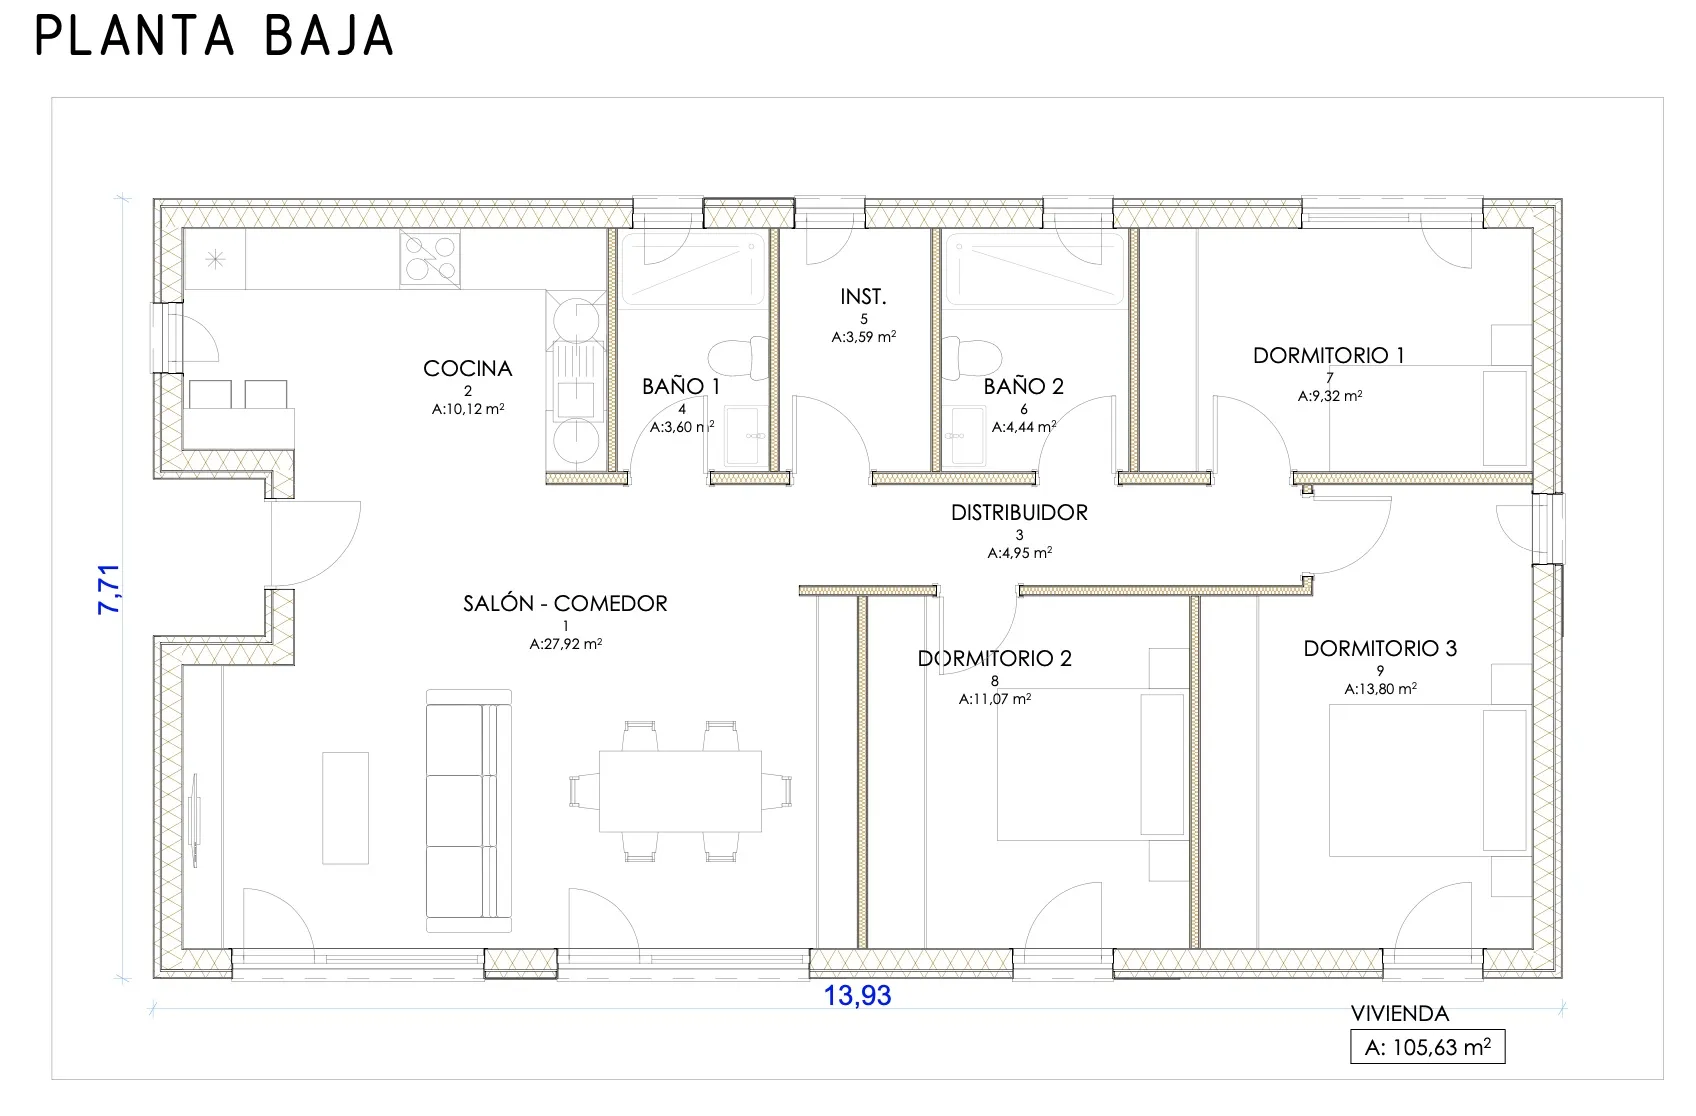 PLANTA BAJA
INST.
5
A:3,59 m²
COCINA
2
A:10,12 m²
BAÑO 1
4
A:3,60 m²
BAÑO 2
6
A:4,44 m²
DORMITORIO 1
7
A:9,32 m²
DISTRIBUIDOR
3
A:4,95 m²
7,71
SALÓN - COMEDOR
1
A:27,92 m²
DORMITORIO 2
8
A:11,07 m²
DORMITORIO 3
9
A:13,80 m²
13,93
VIVIENDA
A: 105,63 m²